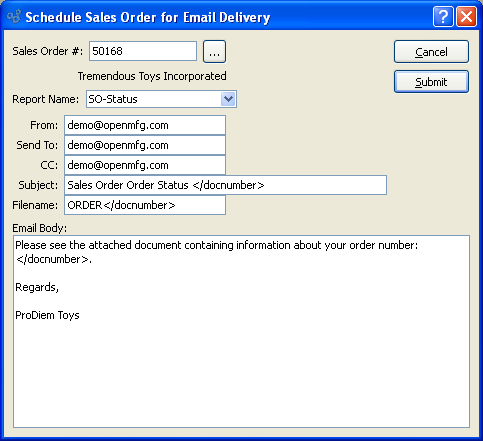 Schedule Sales Order for Email Delivery
Sales Order #: 50168 ...
Cancel
Tremendous Toys Incorporated
Submit
Report Name: SO-Status
From: demo@openmfg.com
Send To: demo@openmfg.com
CC: demo@openmfg.com
Subject: Sales Order Order Status </docnumber>
Filename: ORDER</docnumber>
Email Body:
Please see the attached document containing information about your order number:
</docnumber>.
Regards,
ProDiem Toys